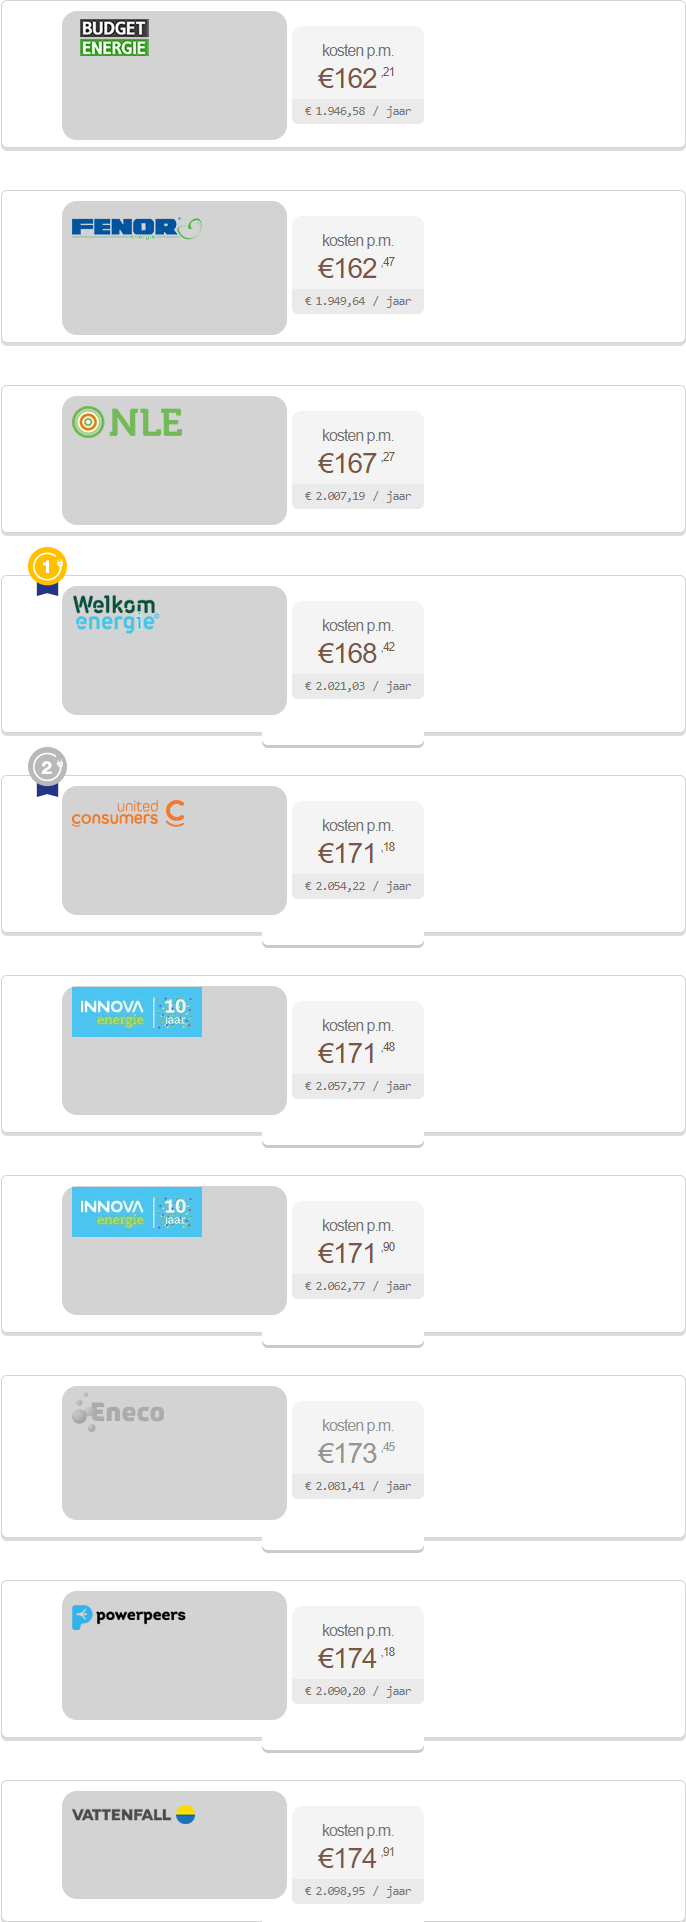 BUDGET
ENERGIE
kosten p.m.
€162 ,21
€ 1.946,58 / jaar
FENOR
energie
kosten p.m.
€162 ,47
€ 1.949,64 / jaar
NLE
kosten p.m.
€167 ,27
€ 2.007,19 / jaar
1
Welkom
energie
kosten p.m.
€168 ,42
€ 2.021,03 / jaar
2
united
consumers
kosten p.m.
€171 ,18
€ 2.054,22 / jaar
INNOVA 10
energie jaar
kosten p.m.
€171 ,48
€ 2.057,77 / jaar
INNOVA 10
energie jaar
kosten p.m.
€171 ,90
€ 2.062,77 / jaar
Eneco
kosten p.m.
€173 ,45
€ 2.081,41 / jaar
powerpeers
kosten p.m.
€174 ,18
€ 2.090,20 / jaar
VATTENFALL
kosten p.m.
€174 ,91
€ 2.098,95 / jaar